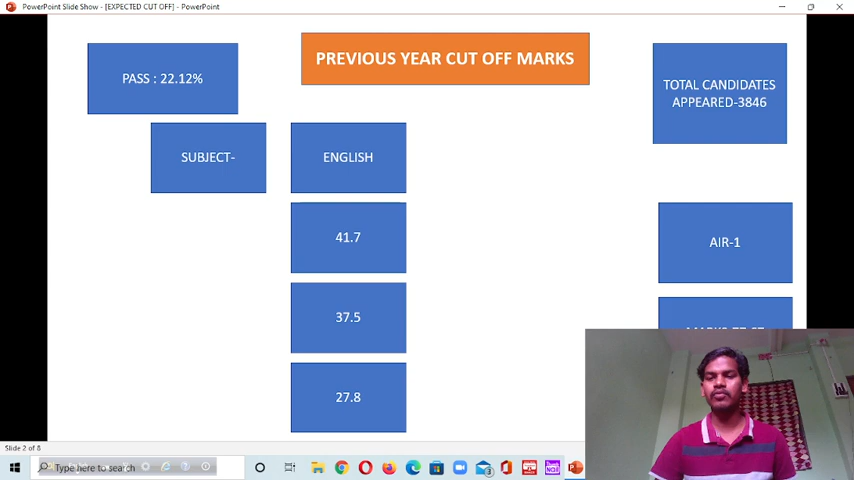 PowerPoint Slide Show - [EXPECTED CUT OFF] - PowerPoint
PREVIOUS YEAR CUT OFF MARKS
PASS : 22.12%
TOTAL CANDIDATES
APPEARED-3846
SUBJECT-
ENGLISH
41.7
AIR-1
37.5
27.8
Slide 2 of 8
Type here to search